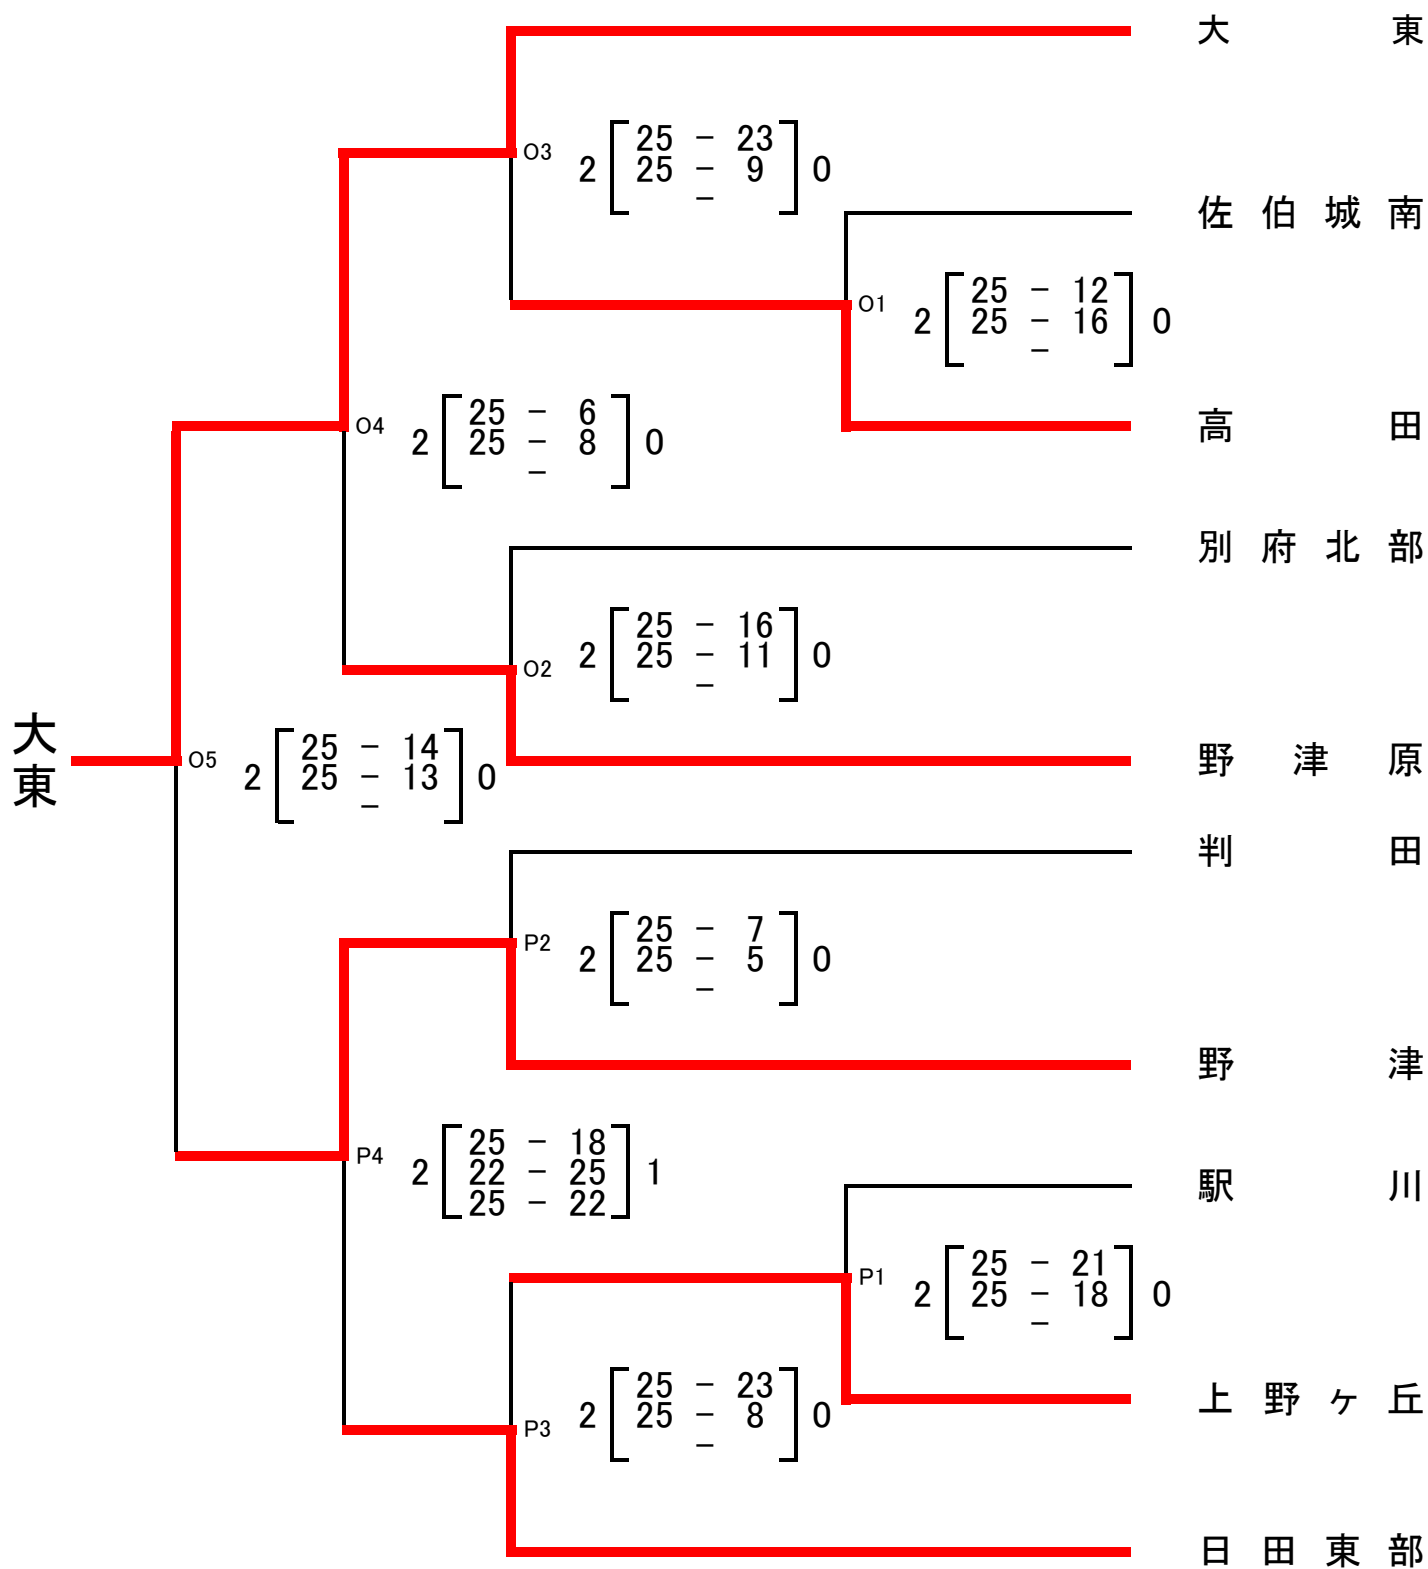 大東
O3
2 25 - 23 0
25 - 9
-
佐伯城南
O1
2 25 - 12 0
25 - 16
-
高田
O4
2 25 - 6 0
25 - 8
-
別府北部
O2
2 25 - 16 0
25 - 11
-
野津原
大東
O5
2 25 - 14 0
25 - 13
-
判田
P2
2 25 - 7 0
25 - 5
-
野津
P4
2 25 - 18 1
22 - 25
25 - 22
駅川
P1
2 25 - 21 0
25 - 18
-
上野ヶ丘
P3
2 25 - 23 0
25 - 8
-
日田東部